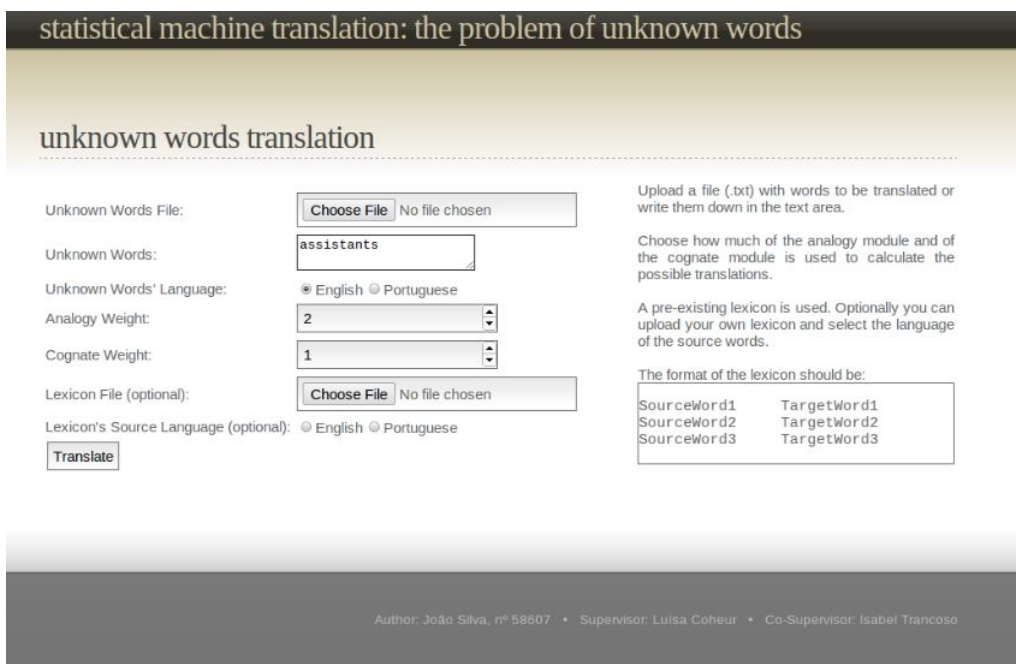 statistical machine translation: the problem of unknown words
unknown words translation
Unknown Words File:
Choose File No file chosen
Unknown Words:
assistants
Unknown Words' Language:
English Portuguese
Analogy Weight:
2
Cognate Weight:
1
Lexicon File (optional):
Choose File No file chosen
Lexicon's Source Language (optional):
English Portuguese
Translate
Upload a file (.txt) with words to be translated or
write them down in the text area.
Choose how much of the analogy module and of
the cognate module is used to calculate the
possible translations.
A pre-existing lexicon is used. Optionally you can
upload your own lexicon and select the language
of the source words.
The format of the lexicon should be:
SourceWord1 TargetWord1
SourceWord2 TargetWord2
SourceWord3 TargetWord3
Author: João Silva, nº 58607 • Supervisor: Luísa Coheur • Co-Supervisor: Isabel Trancoso